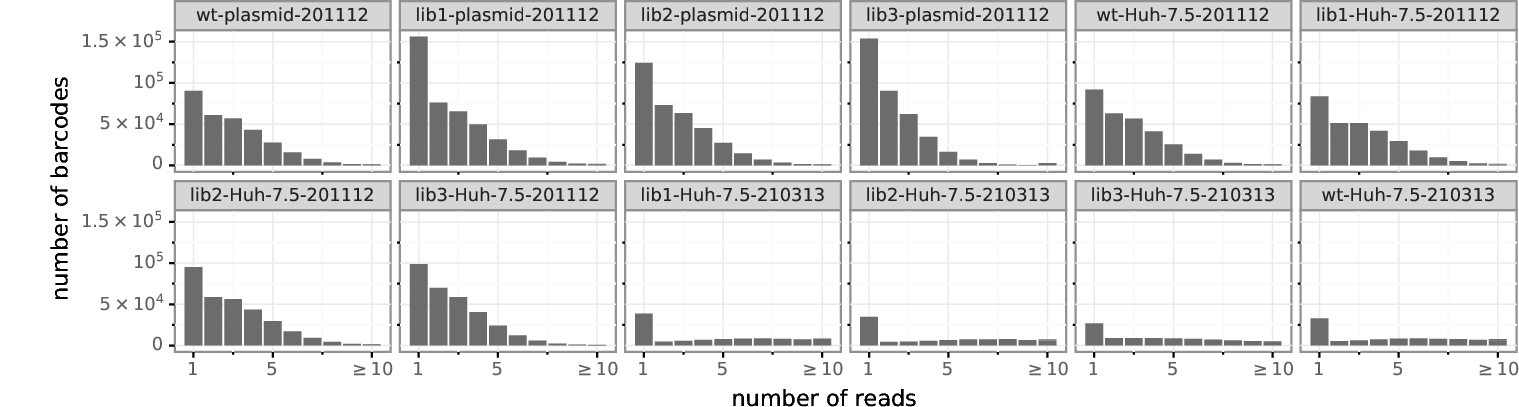 wt-plasmid-201112 lib1-plasmid-201112 lib2-plasmid-201112 lib3-plasmid-201112 wt-Huh-7.5-201112 lib1-Huh-7.5-201112
1.5 × 10⁵
10⁵
5 × 10⁴
0
number of barcodes
lib2-Huh-7.5-201112 lib3-Huh-7.5-201112 lib1-Huh-7.5-210313 lib2-Huh-7.5-210313 lib3-Huh-7.5-210313 wt-Huh-7.5-210313
1.5 × 10⁵
10⁵
5 × 10⁴
0
1 5 ≥ 10 1 5 ≥ 10 1 5 ≥ 10 1 5 ≥ 10 1 5 ≥ 10 1 5 ≥ 10
number of reads